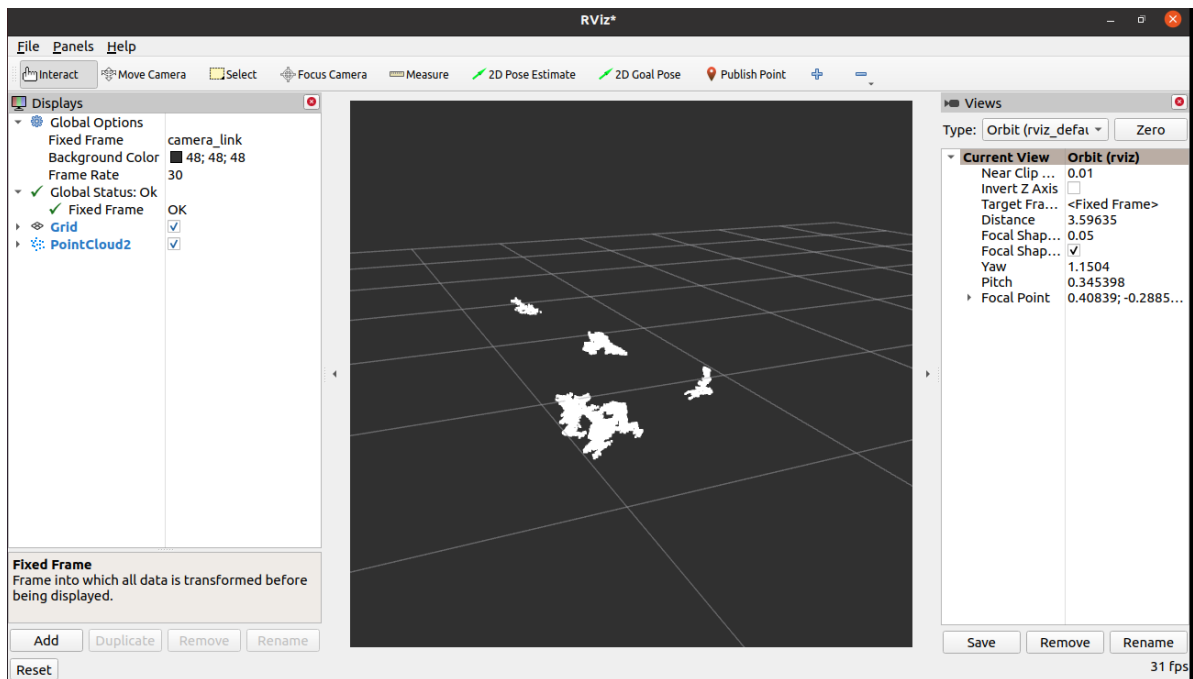 RViz*
File Panels Help
Interact Move Camera Select Focus Camera Measure 2D Pose Estimate 2D Goal Pose Publish Point
Displays
Global Options
Fixed Frame camera_link
Background Color 48; 48; 48
Frame Rate 30
Global Status: Ok
Fixed Frame OK
Grid
PointCloud2
Fixed Frame
Frame into which all data is transformed before
being displayed.
Add Duplicate Remove Rename
Reset
Views
Type: Orbit (rviz_defau Zero
Current View Orbit (rviz)
Near Clip ... 0.01
Invert Z Axis
Target Fra... <Fixed Frame>
Distance 3.59635
Focal Shap... 0.05
Focal Shap...
Yaw 1.1504
Pitch 0.345398
Focal Point 0.40839; -0.2885...
Save Remove Rename
31 fps